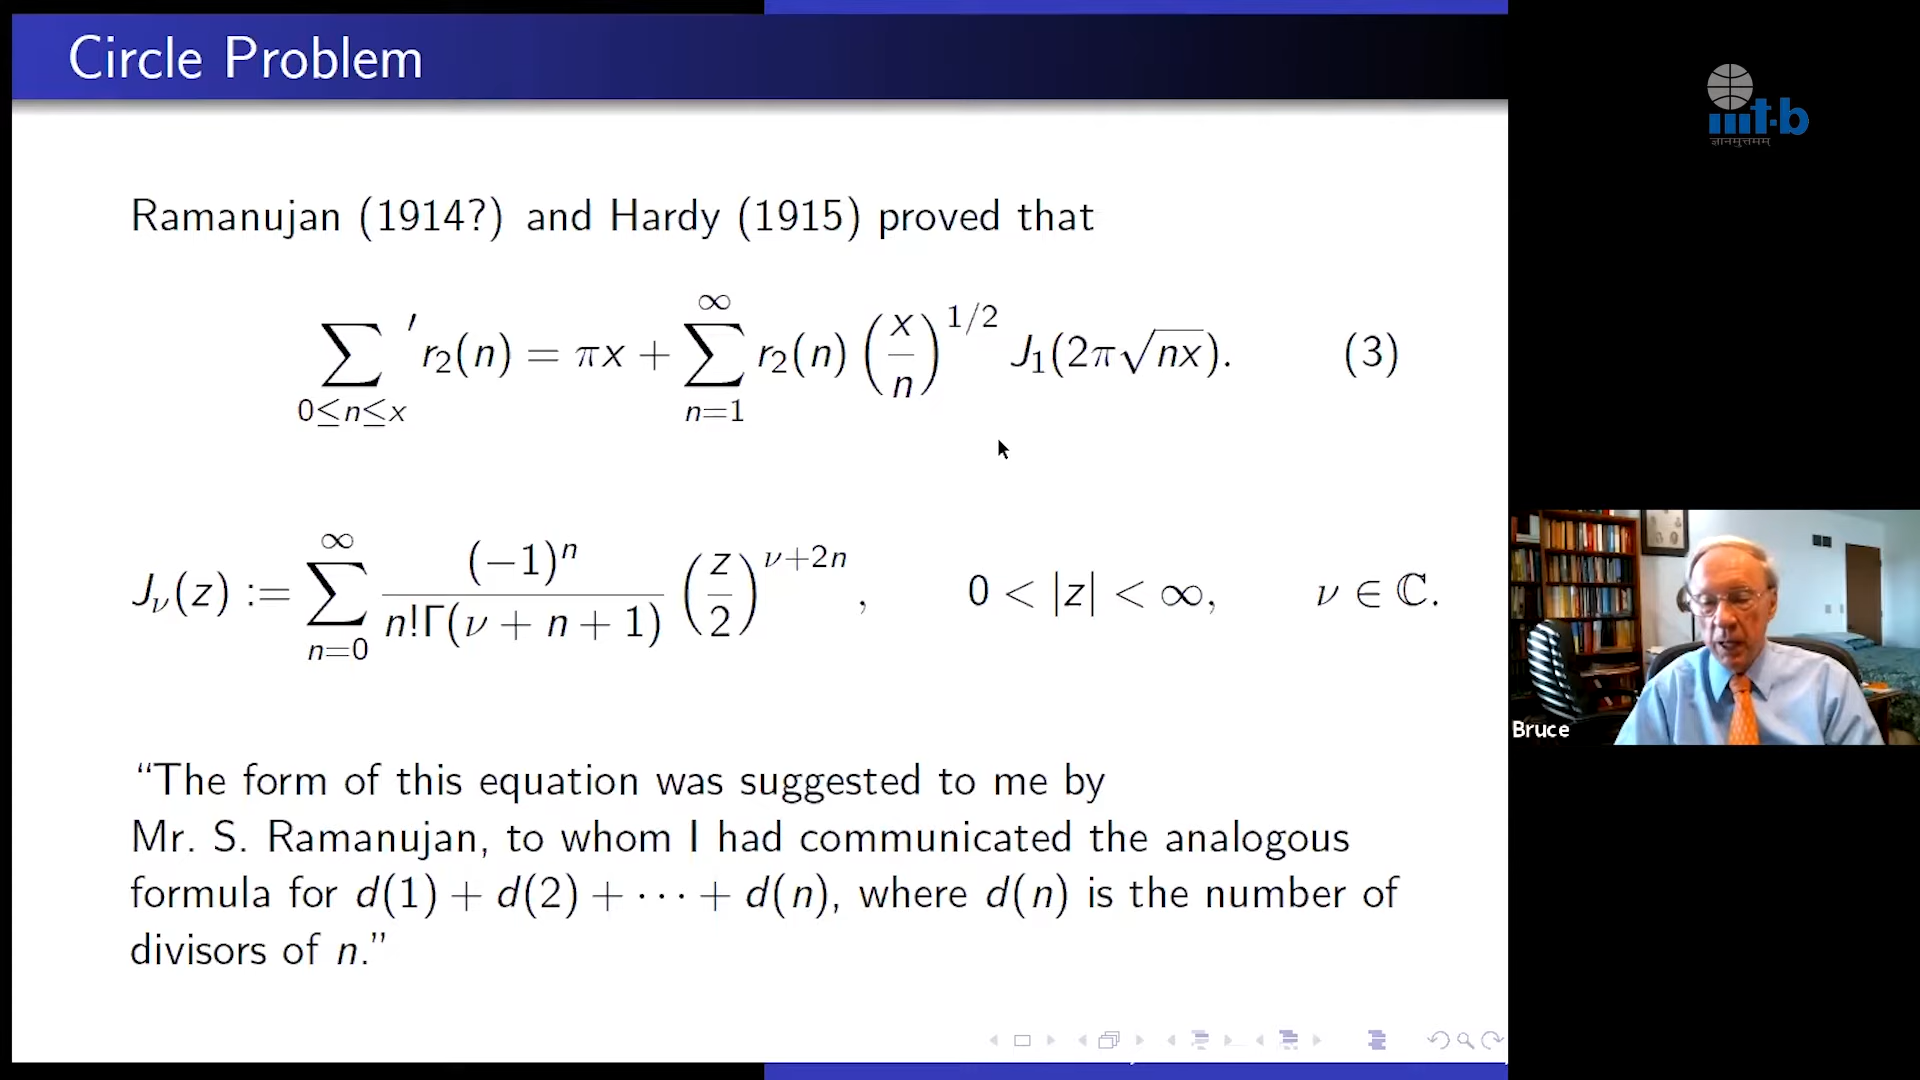 Circle Problem
iiit-b
ज्ञानमुत्तमम्
Ramanujan (1914?) and Hardy (1915) proved that
∑′_{0≤n≤x} r₂(n) = πx + ∑_{n=1}^{∞} r₂(n) (x/n)^{1/2} J₁(2π√(nx)). (3)
J_ν(z) := ∑_{n=0}^{∞} (−1)^n / (n!Γ(ν + n + 1)) (z/2)^{ν+2n}, 0 < |z| < ∞, ν ∈ ℂ.
Bruce
“The form of this equation was suggested to me by
Mr. S. Ramanujan, to whom I had communicated the analogous
formula for d(1) + d(2) + ⋯ + d(n), where d(n) is the number of
divisors of n.”